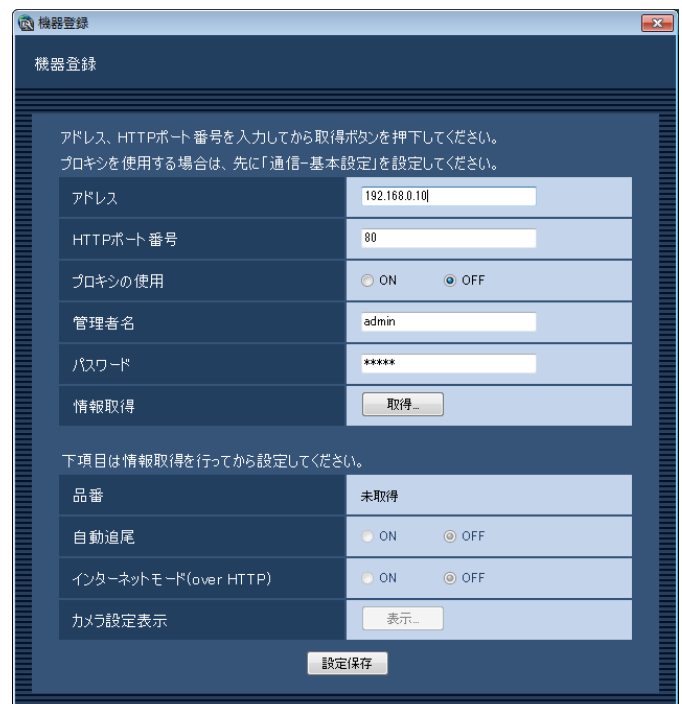 機器登録
機器登録
アドレス、HTTPポート番号を入力してから取得ボタンを押下してください。
プロキシを使用する場合は、先に「通信-基本設定」を設定してください。
アドレス 192.168.0.10
HTTPポート番号 80
プロキシの使用 ON OFF
管理者名 admin
パスワード *****
情報取得 取得...
下項目は情報取得を行ってから設定してください。
品番 未取得
自動追尾 ON OFF
インターネットモード(over HTTP) ON OFF
カメラ設定表示 表示...
設定保存